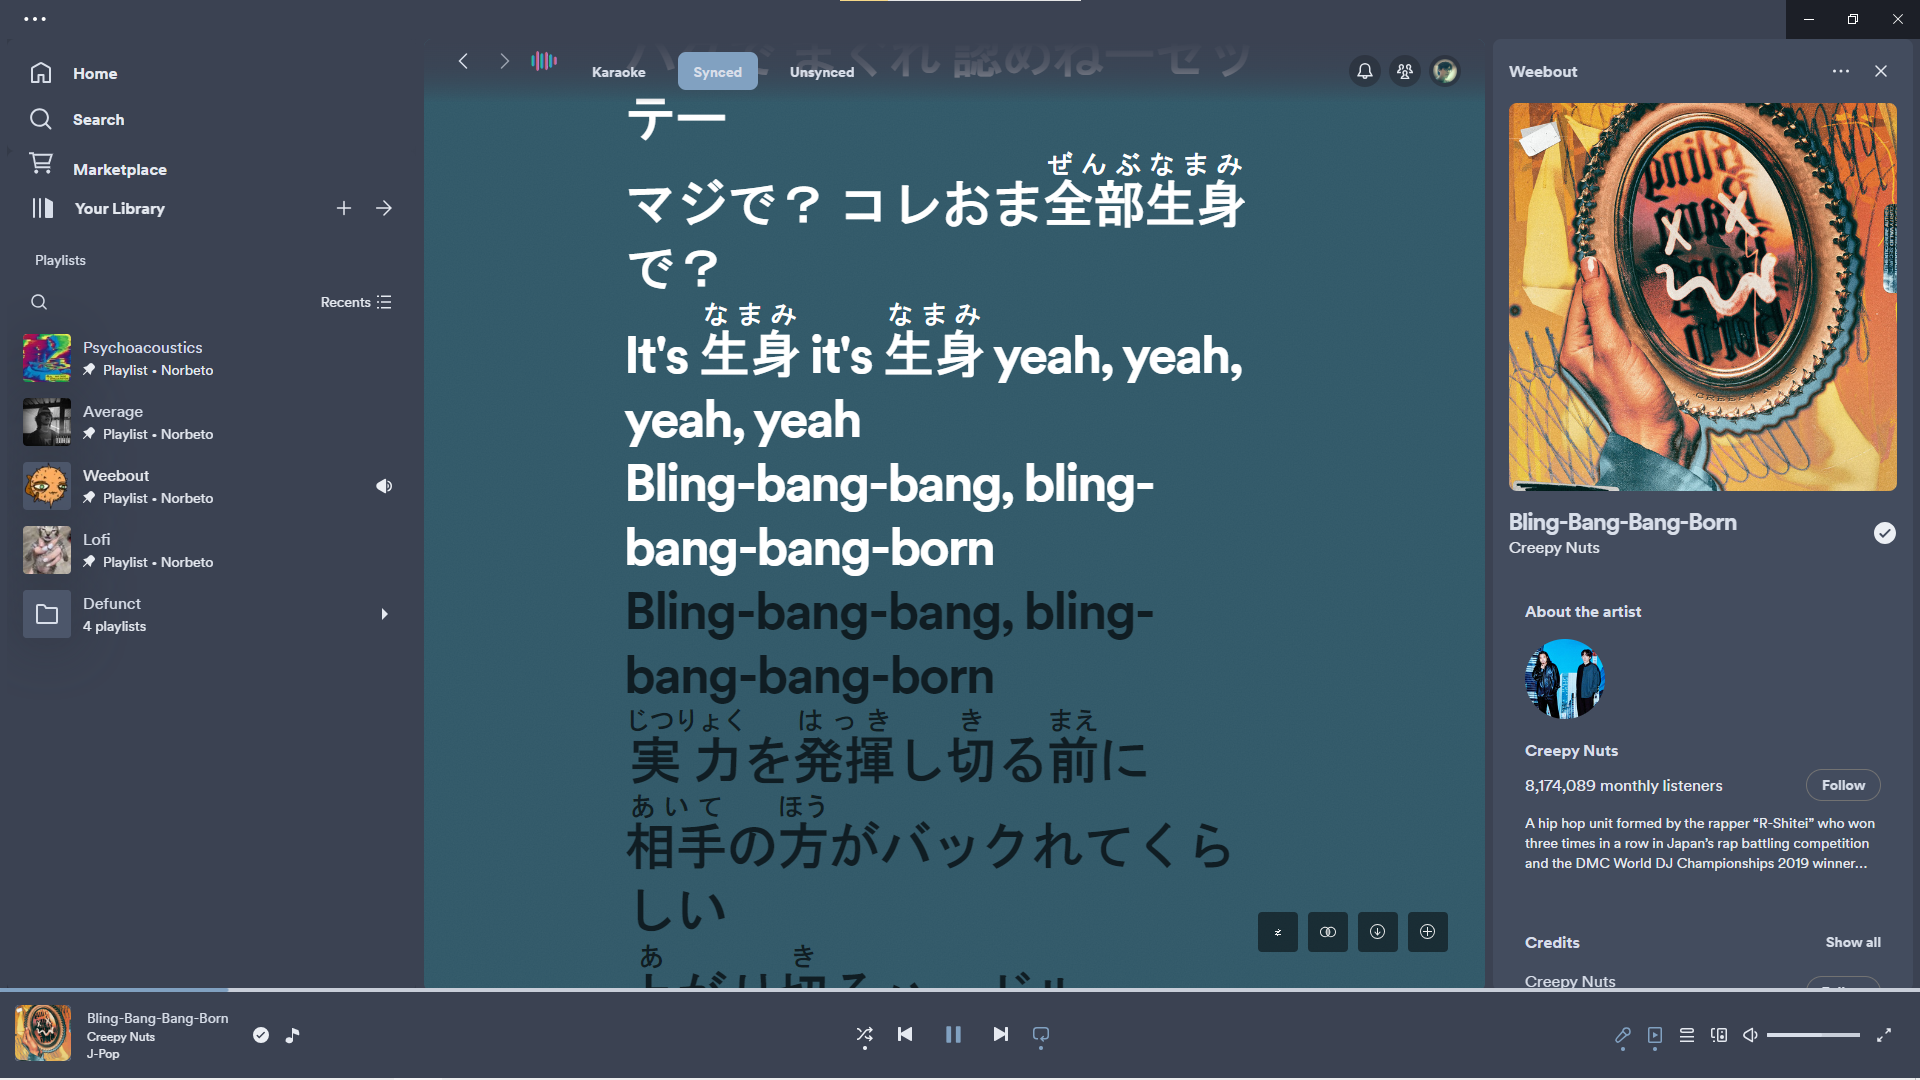 Home
Search
Marketplace
Your Library
Playlists
Recents
Psychoacoustics
Playlist • Norbeto
Average
Playlist • Norbeto
Weebout
Playlist • Norbeto
Lofi
Playlist • Norbeto
Defunct
4 playlists
Karaoke
Synced
Unsynced
まぐれ 認めねーセッ
テー
ぜんぶなまみ
マジで？ コレおま全部生身
で？
なまみ なまみ
It's 生身 it's 生身 yeah, yeah,
yeah, yeah
Bling-bang-bang, bling-
bang-bang-born
Bling-bang-bang, bling-
bang-bang-born
じつりょく はっき き まえ
実力を発揮し切る前に
あいて ほう
相手の方がバックれてくら
しい
あ き
Weebout
Bling-Bang-Bang-Born
Creepy Nuts
About the artist
Creepy Nuts
8,174,089 monthly listeners
Follow
A hip hop unit formed by the rapper “R-Shitei” who won
three times in a row in Japan’s rap battling competition
and the DMC World DJ Championships 2019 winner...
Credits
Show all
Creepy Nuts
Bling-Bang-Bang-Born
Creepy Nuts
J-Pop